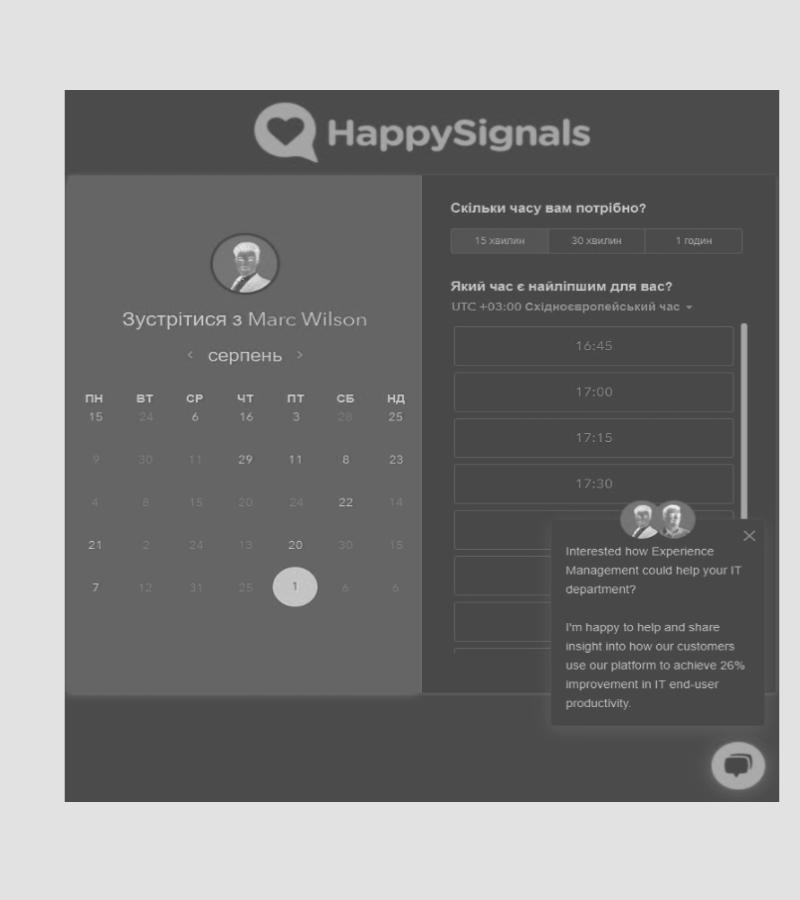 HappySignals
Зустрітися з Marc Wilson
‹ серпень ›
ПН ВТ СР ЧТ ПТ СБ НД
15 24 6 16 3 28 25
9 30 11 29 11 8 23
4 8 15 20 24 22 14
21 2 24 13 20 30 15
7 12 31 25 1 6 6
Скільки часу вам потрібно?
15 хвилин 30 хвилин 1 годин
Який час є найліпшим для вас?
UTC +03:00 Східноєвропейський час
16:45
17:00
17:15
17:30
Interested how Experience
Management could help your IT
department?
I'm happy to help and share
insight into how our customers
use our platform to achieve 26%
improvement in IT end-user
productivity.